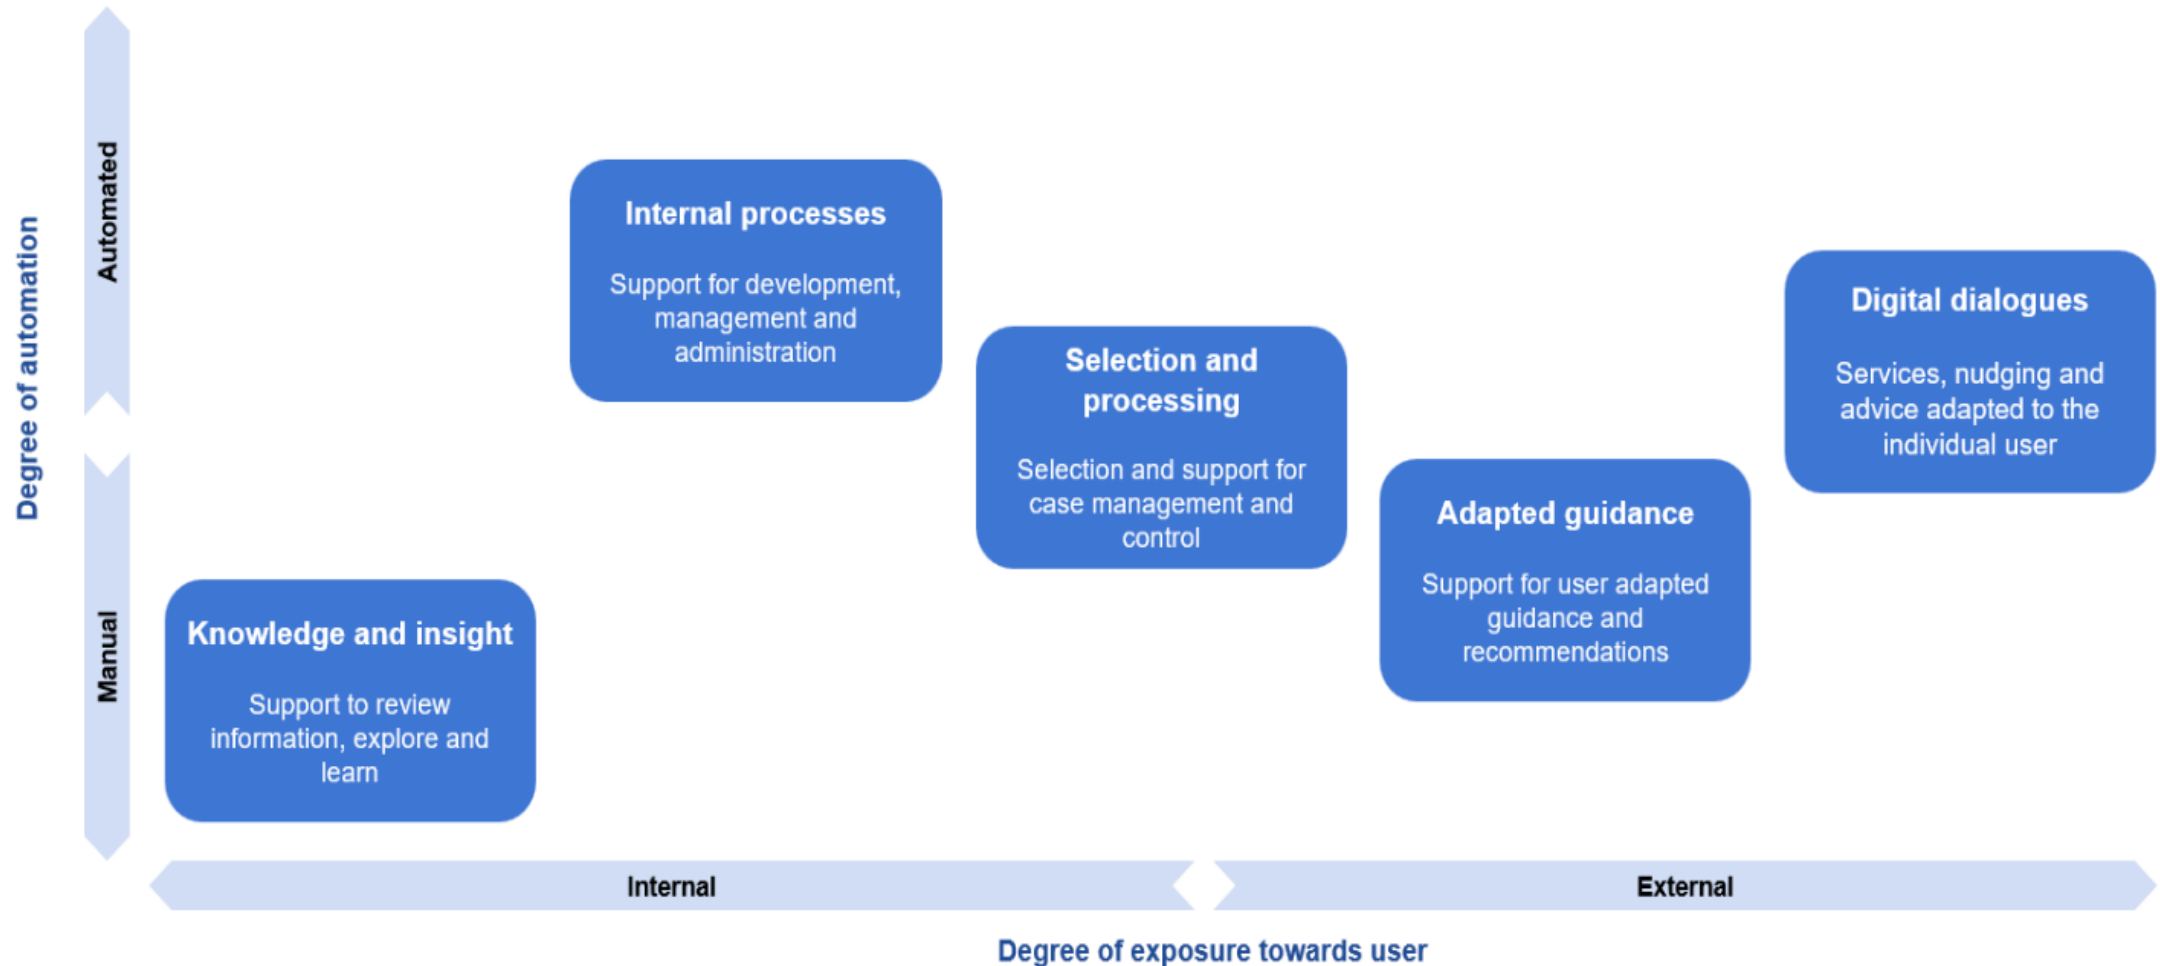 Degree of automation
Automated
Manual
Internal processes
Support for development,
management and
administration
Digital dialogues
Services, nudging and
advice adapted to the
individual user
Selection and
processing
Selection and support for
case management and
control
Adapted guidance
Support for user adapted
guidance and
recommendations
Knowledge and insight
Support to review
information, explore and
learn
Internal
External
Degree of exposure towards user